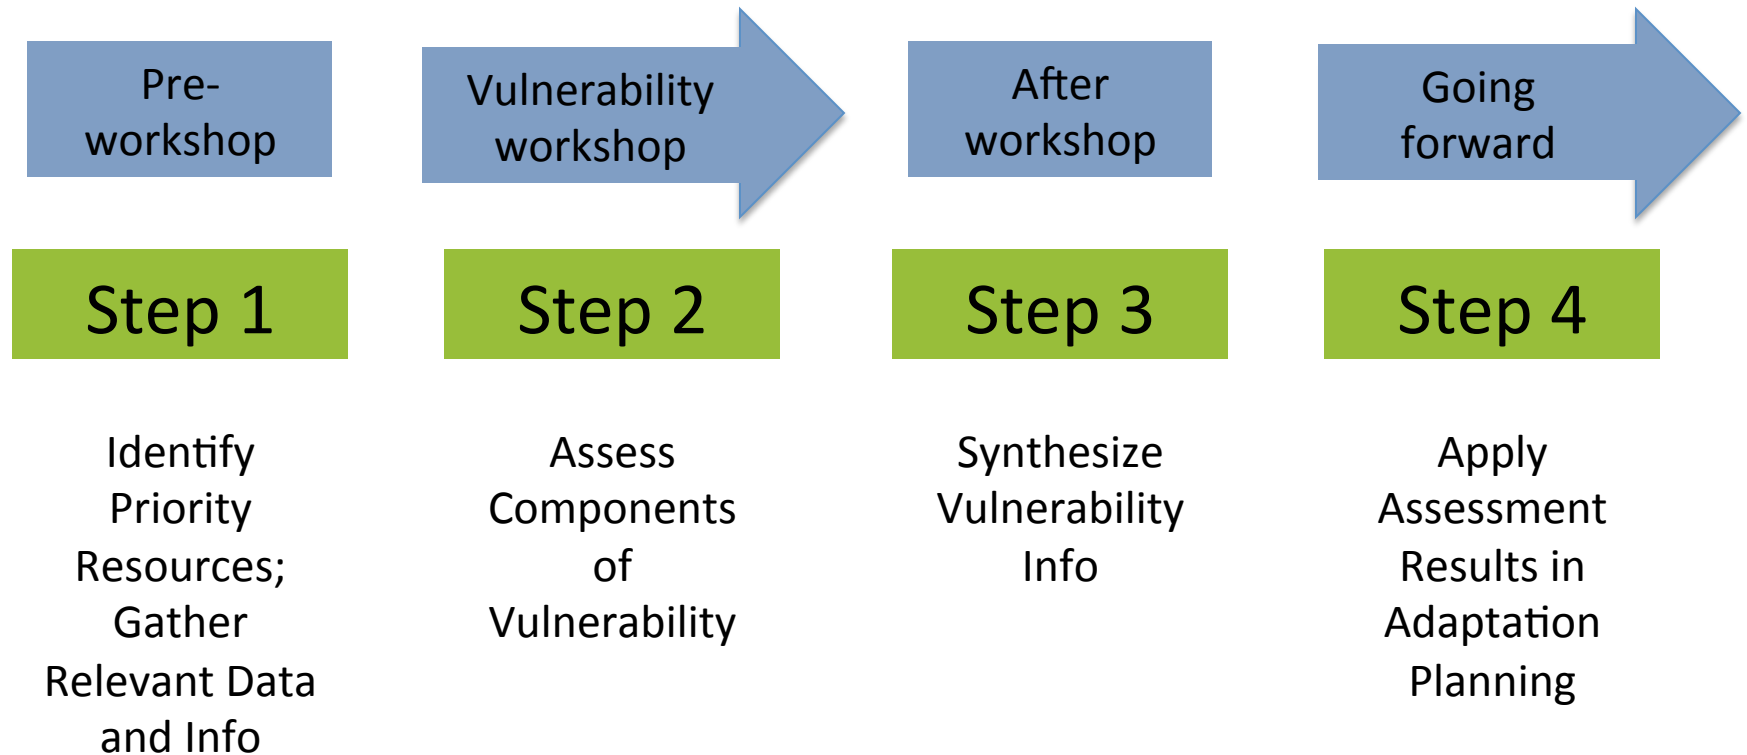 Pre-
workshop
Vulnerability
workshop
After
workshop
Going
forward
Step 1
Step 2
Step 3
Step 4
Identify
Priority
Resources;
Gather
Relevant Data
and Info
Assess
Components
of
Vulnerability
Synthesize
Vulnerability
Info
Apply
Assessment
Results in
Adaptation
Planning